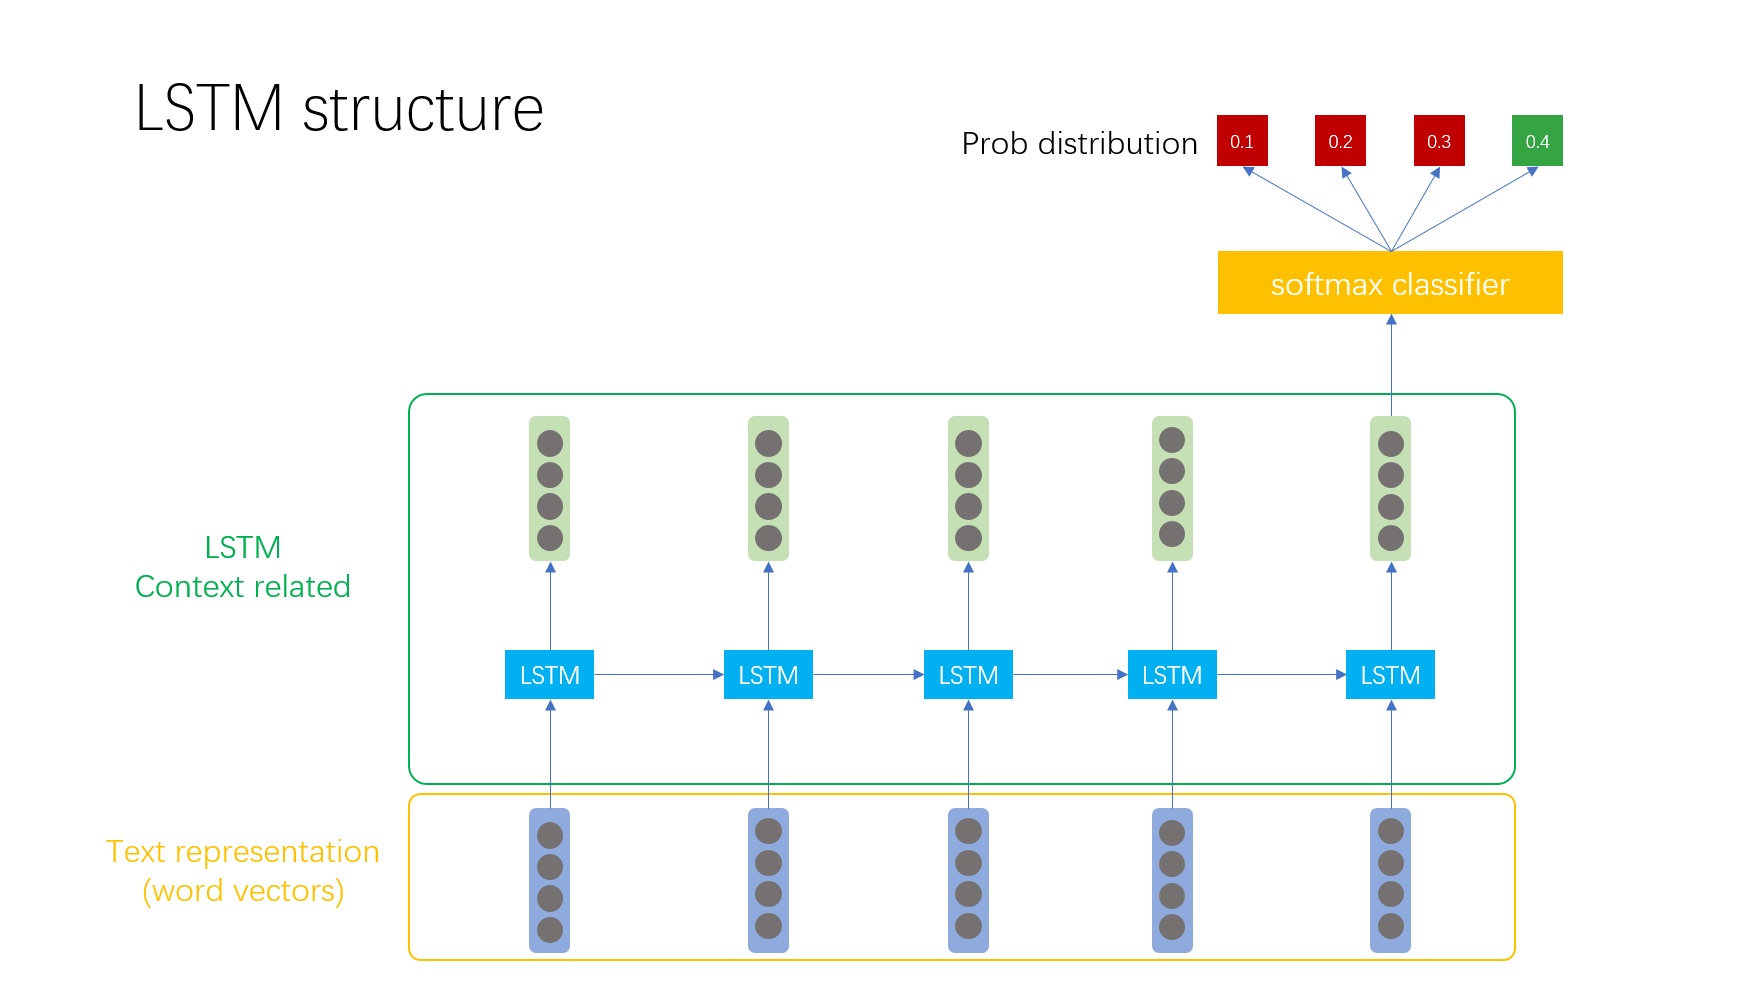 LSTM structure
Prob distribution
0.1
0.2
0.3
0.4
softmax classifier
LSTM
Context related
LSTM
LSTM
LSTM
LSTM
LSTM
Text representation
(word vectors)